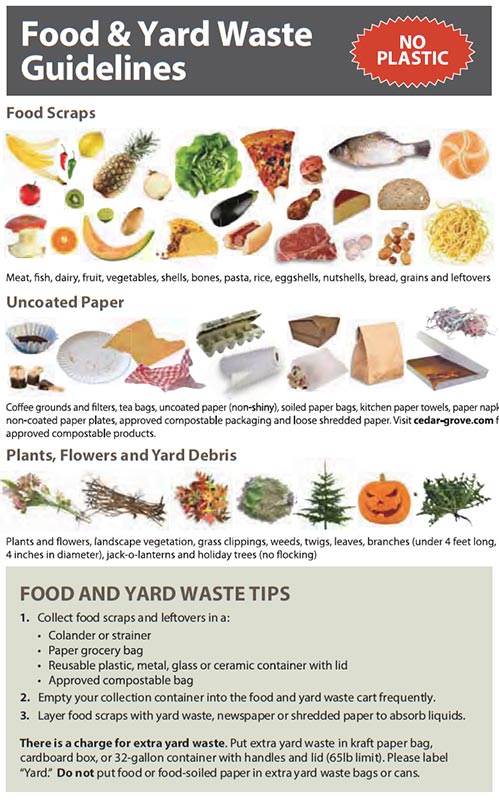 Food & Yard Waste
Guidelines
NO
PLASTIC
Food Scraps
Meat, fish, dairy, fruit, vegetables, shells, bones, pasta, rice, eggshells, nutshells, bread, grains and leftovers
Uncoated Paper
Coffee grounds and filters, tea bags, uncoated paper (non-shiny), soiled paper bags, kitchen paper towels, paper napk
non-coated paper plates, approved compostable packaging and loose shredded paper. Visit cedar-grove.com f
approved compostable products.
Plants, Flowers and Yard Debris
Plants and flowers, landscape vegetation, grass clippings, weeds, twigs, leaves, branches (under 4 feet long,
4 inches in diameter), jack-o-lanterns and holiday trees (no flocking)
FOOD AND YARD WASTE TIPS
1. Collect food scraps and leftovers in a:
• Colander or strainer
• Paper grocery bag
• Reusable plastic, metal, glass or ceramic container with lid
• Approved compostable bag
2. Empty your collection container into the food and yard waste cart frequently.
3. Layer food scraps with yard waste, newspaper or shredded paper to absorb liquids.
There is a charge for extra yard waste. Put extra yard waste in kraft paper bag,
cardboard box, or 32-gallon container with handles and lid (65lb limit). Please label
"Yard." Do not put food or food-soiled paper in extra yard waste bags or cans.